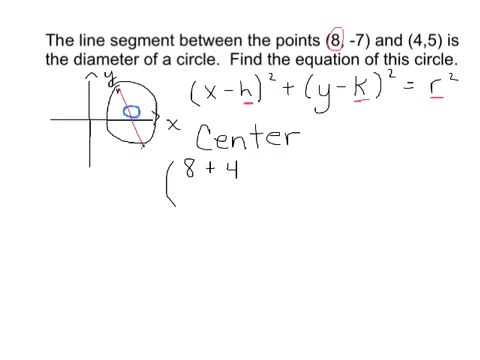 The line segment between the points (8, -7) and (4,5) is
the diameter of a circle. Find the equation of this circle.
y
(x-h)² + (y-k)² = r²
x
Center
(8 + 4